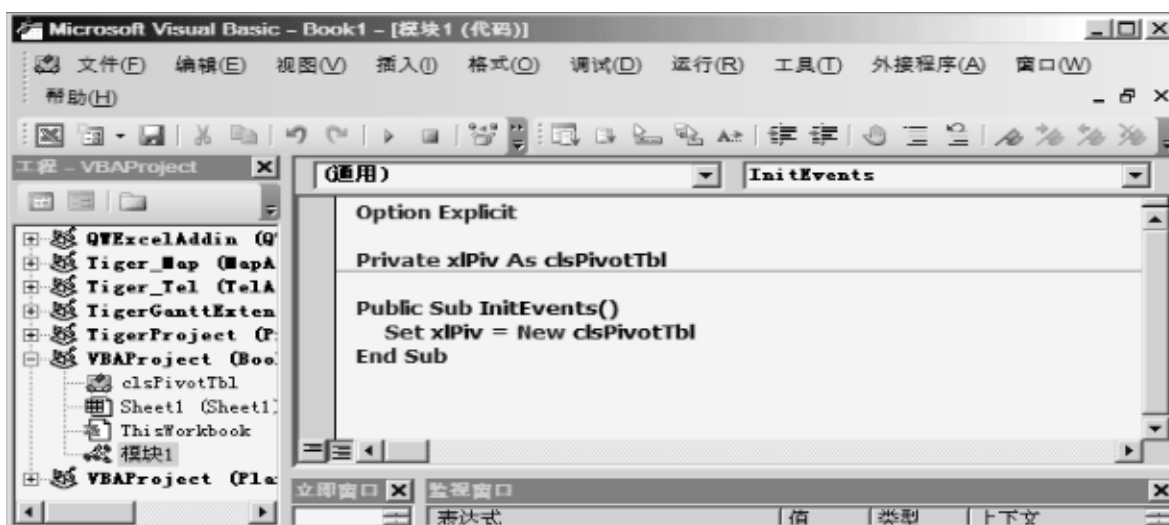 Microsoft Visual Basic - Book1 - [模块1 (代码)]
文件(F) 编辑(E) 视图(V) 插入(I) 格式(O) 调试(D) 运行(R) 工具(T) 外接程序(A) 窗口(W)
帮助(H)
工程 - VBAProject
(通用)
InitEvents
QWExcelAddin (Q
Tiger_Map (MapA
Tiger_Tel (TelA
TigerGanttExten
TigerProject (P
VBAProject (Boo
clsPivotTbl
Sheet1 (Sheet1)
ThisWorkbook
模块1
VBAProject (Pla
Option Explicit
Private xlPiv As clsPivotTbl
Public Sub InitEvents()
Set xlPiv = New clsPivotTbl
End Sub
立即窗口
监视窗口
表达式 值 类型 上下文